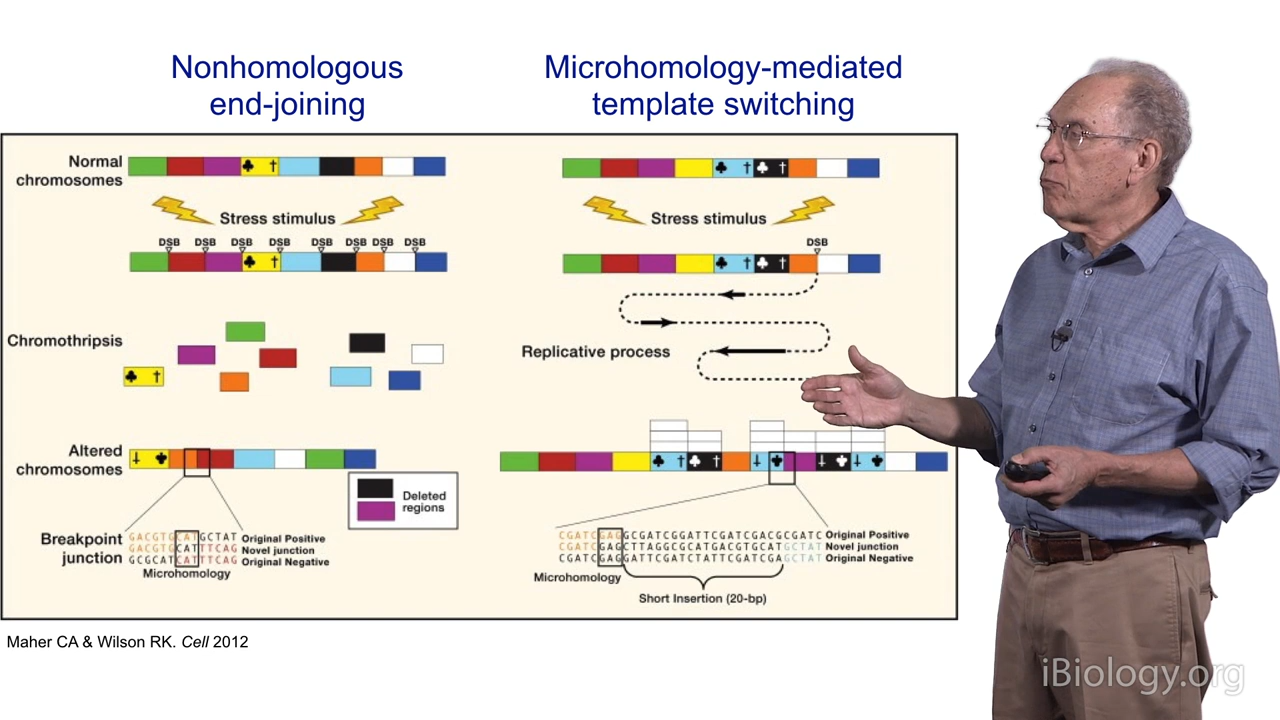 Nonhomologous
end-joining
Microhomology-mediated
template switching
Normal
chromosomes
Stress stimulus
Stress stimulus
DSB DSB DSB DSB DSB DSB DSB DSB
DSB
Chromothripsis
Replicative process
Altered
chromosomes
Deleted
regions
Breakpoint
junction
GACGTGCATGCTAT Original Positive
GACGTGCATTTCAG Novel junction
GCGCATCATTTCAG Original Negative
Microhomology
CGATCGAGGCGATCGGATTCGATCGACGCGATC Original Positive
CGATCGAGCTTAGGCGCATGACGTGCATGCTAT Novel junction
CGATCGAGGATTCGATCTATTCGATCGAGCTAT Original Negative
Microhomology
Short Insertion (20-bp)
Maher CA & Wilson RK. Cell 2012
iBiology.org